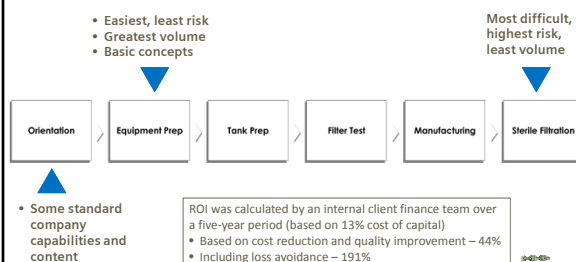 • Easiest, least risk
• Greatest volume
• Basic concepts
Most difficult,
highest risk,
least volume
Orientation
Equipment Prep
Tank Prep
Filter Test
Manufacturing
Sterile Filtration
• Some standard
company
capabilities and
content
ROI was calculated by an internal client finance team over
a five-year period (based on 13% cost of capital)
• Based on cost reduction and quality improvement – 44%
• Including loss avoidance – 191%